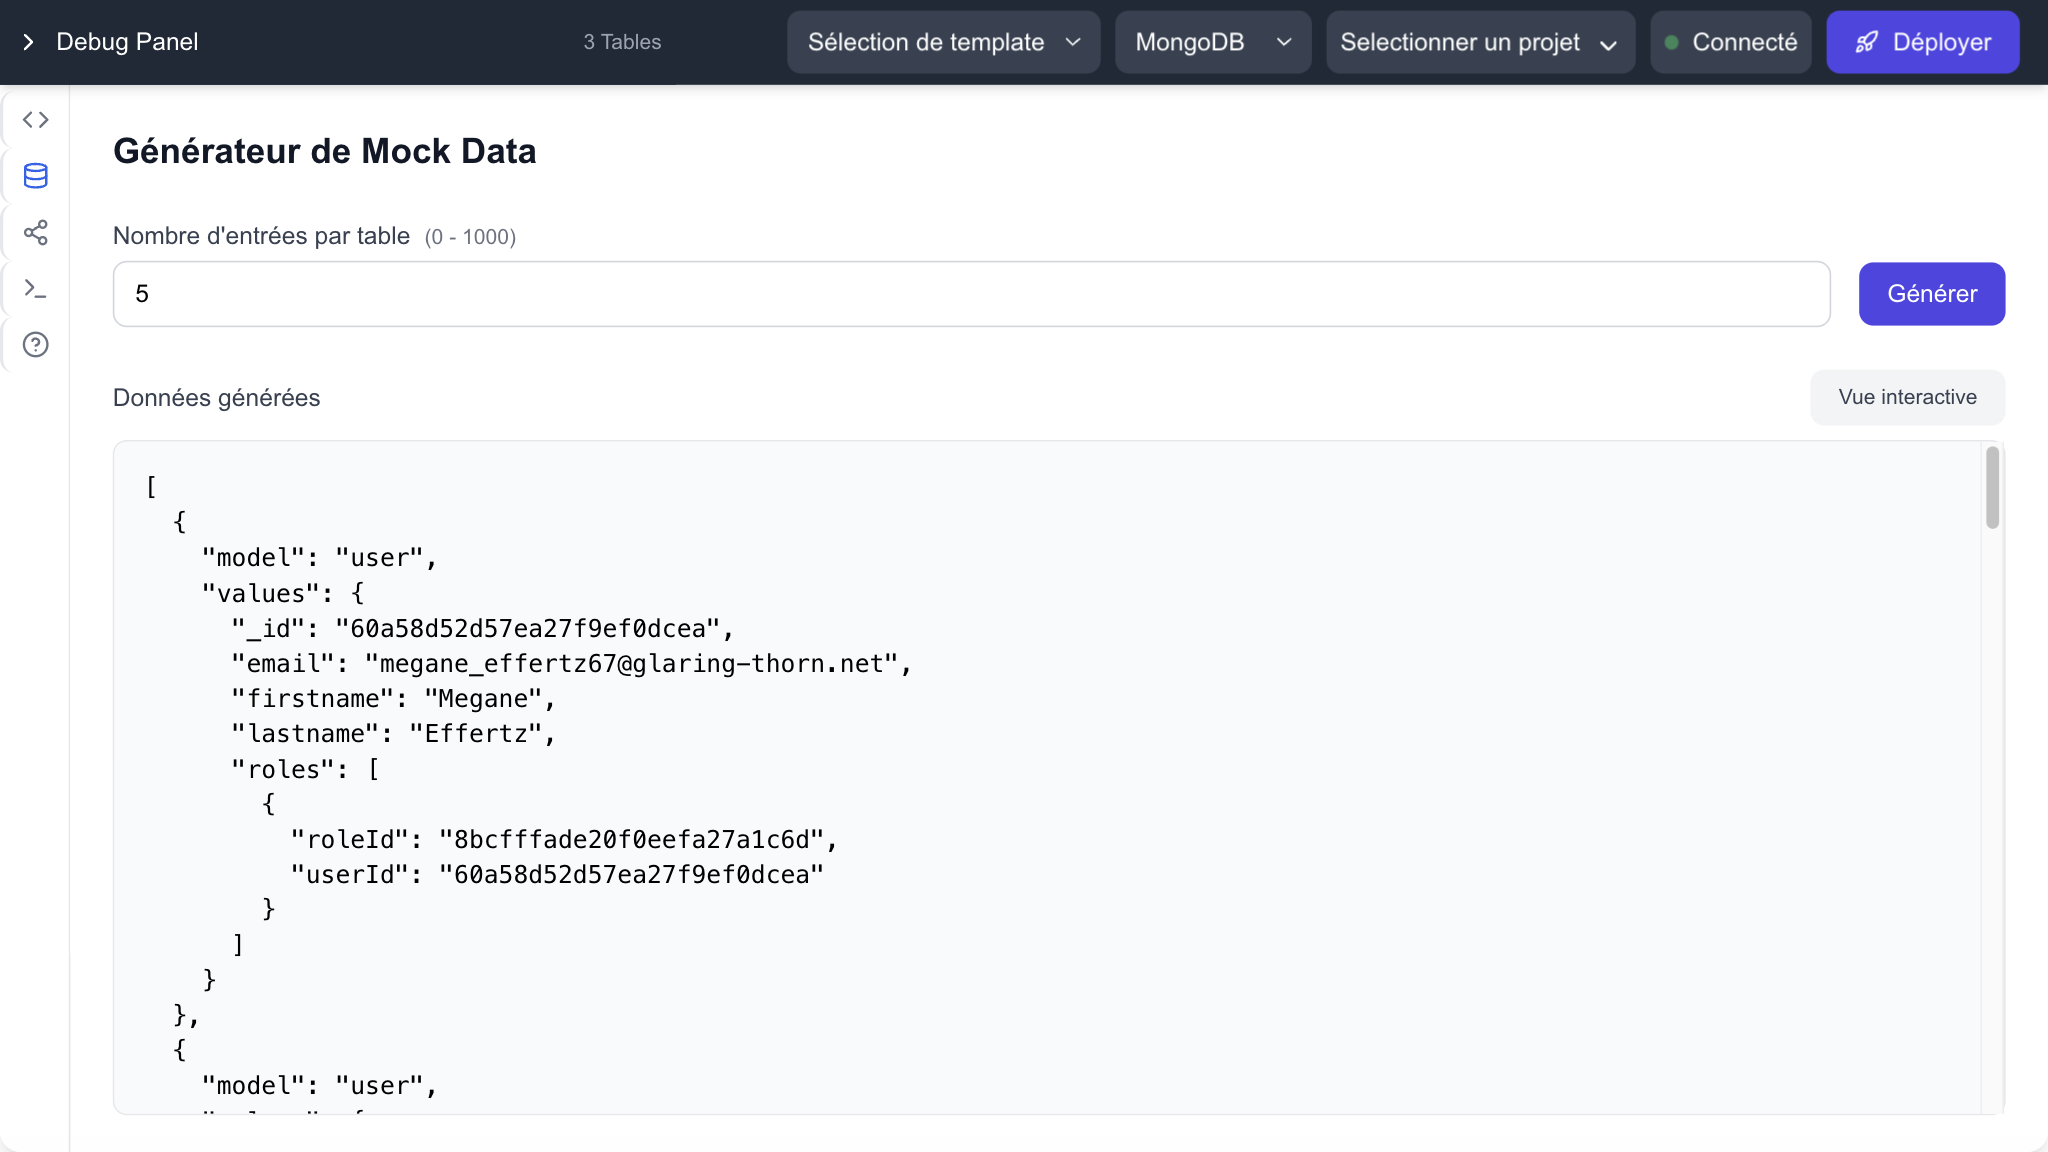 Debug Panel
3 Tables
Sélection de template
MongoDB
Selectionner un projet
Connecté
Déployer
Générateur de Mock Data
Nombre d'entrées par table (0 - 1000)
5
Générer
Données générées
Vue interactive
[
{
"model": "user",
"values": {
"_id": "60a58d52d57ea27f9ef0dcea",
"email": "megane_effertz67@glaring-thorn.net",
"firstname": "Megane",
"lastname": "Effertz",
"roles": [
{
"roleId": "8bcfffade20f0eefa27a1c6d",
"userId": "60a58d52d57ea27f9ef0dcea"
}
]
}
},
{
"model": "user",